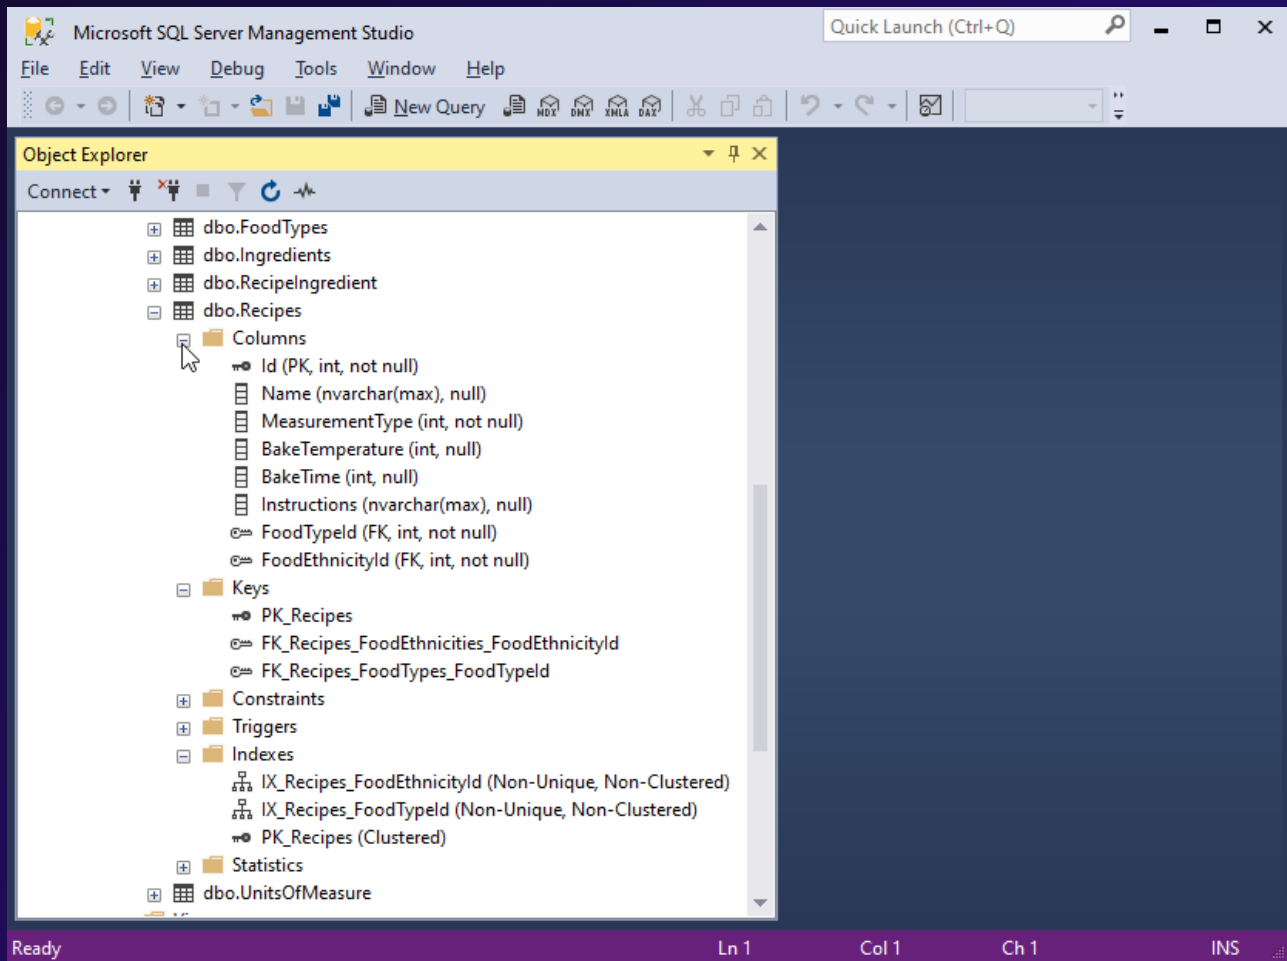 Microsoft SQL Server Management Studio
Quick Launch (Ctrl+Q)
File Edit View Debug Tools Window Help
New Query MDX DMX XMLA DAX
Object Explorer
Connect
dbo.FoodTypes
dbo.Ingredients
dbo.RecipeIngredient
dbo.Recipes
Columns
Id (PK, int, not null)
Name (nvarchar(max), null)
MeasurementType (int, not null)
BakeTemperature (int, null)
BakeTime (int, null)
Instructions (nvarchar(max), null)
FoodTypeId (FK, int, not null)
FoodEthnicityId (FK, int, not null)
Keys
PK_Recipes
FK_Recipes_FoodEthnicities_FoodEthnicityId
FK_Recipes_FoodTypes_FoodTypeId
Constraints
Triggers
Indexes
IX_Recipes_FoodEthnicityId (Non-Unique, Non-Clustered)
IX_Recipes_FoodTypeId (Non-Unique, Non-Clustered)
PK_Recipes (Clustered)
Statistics
dbo.UnitsOfMeasure
Ready Ln 1 Col 1 Ch 1 INS